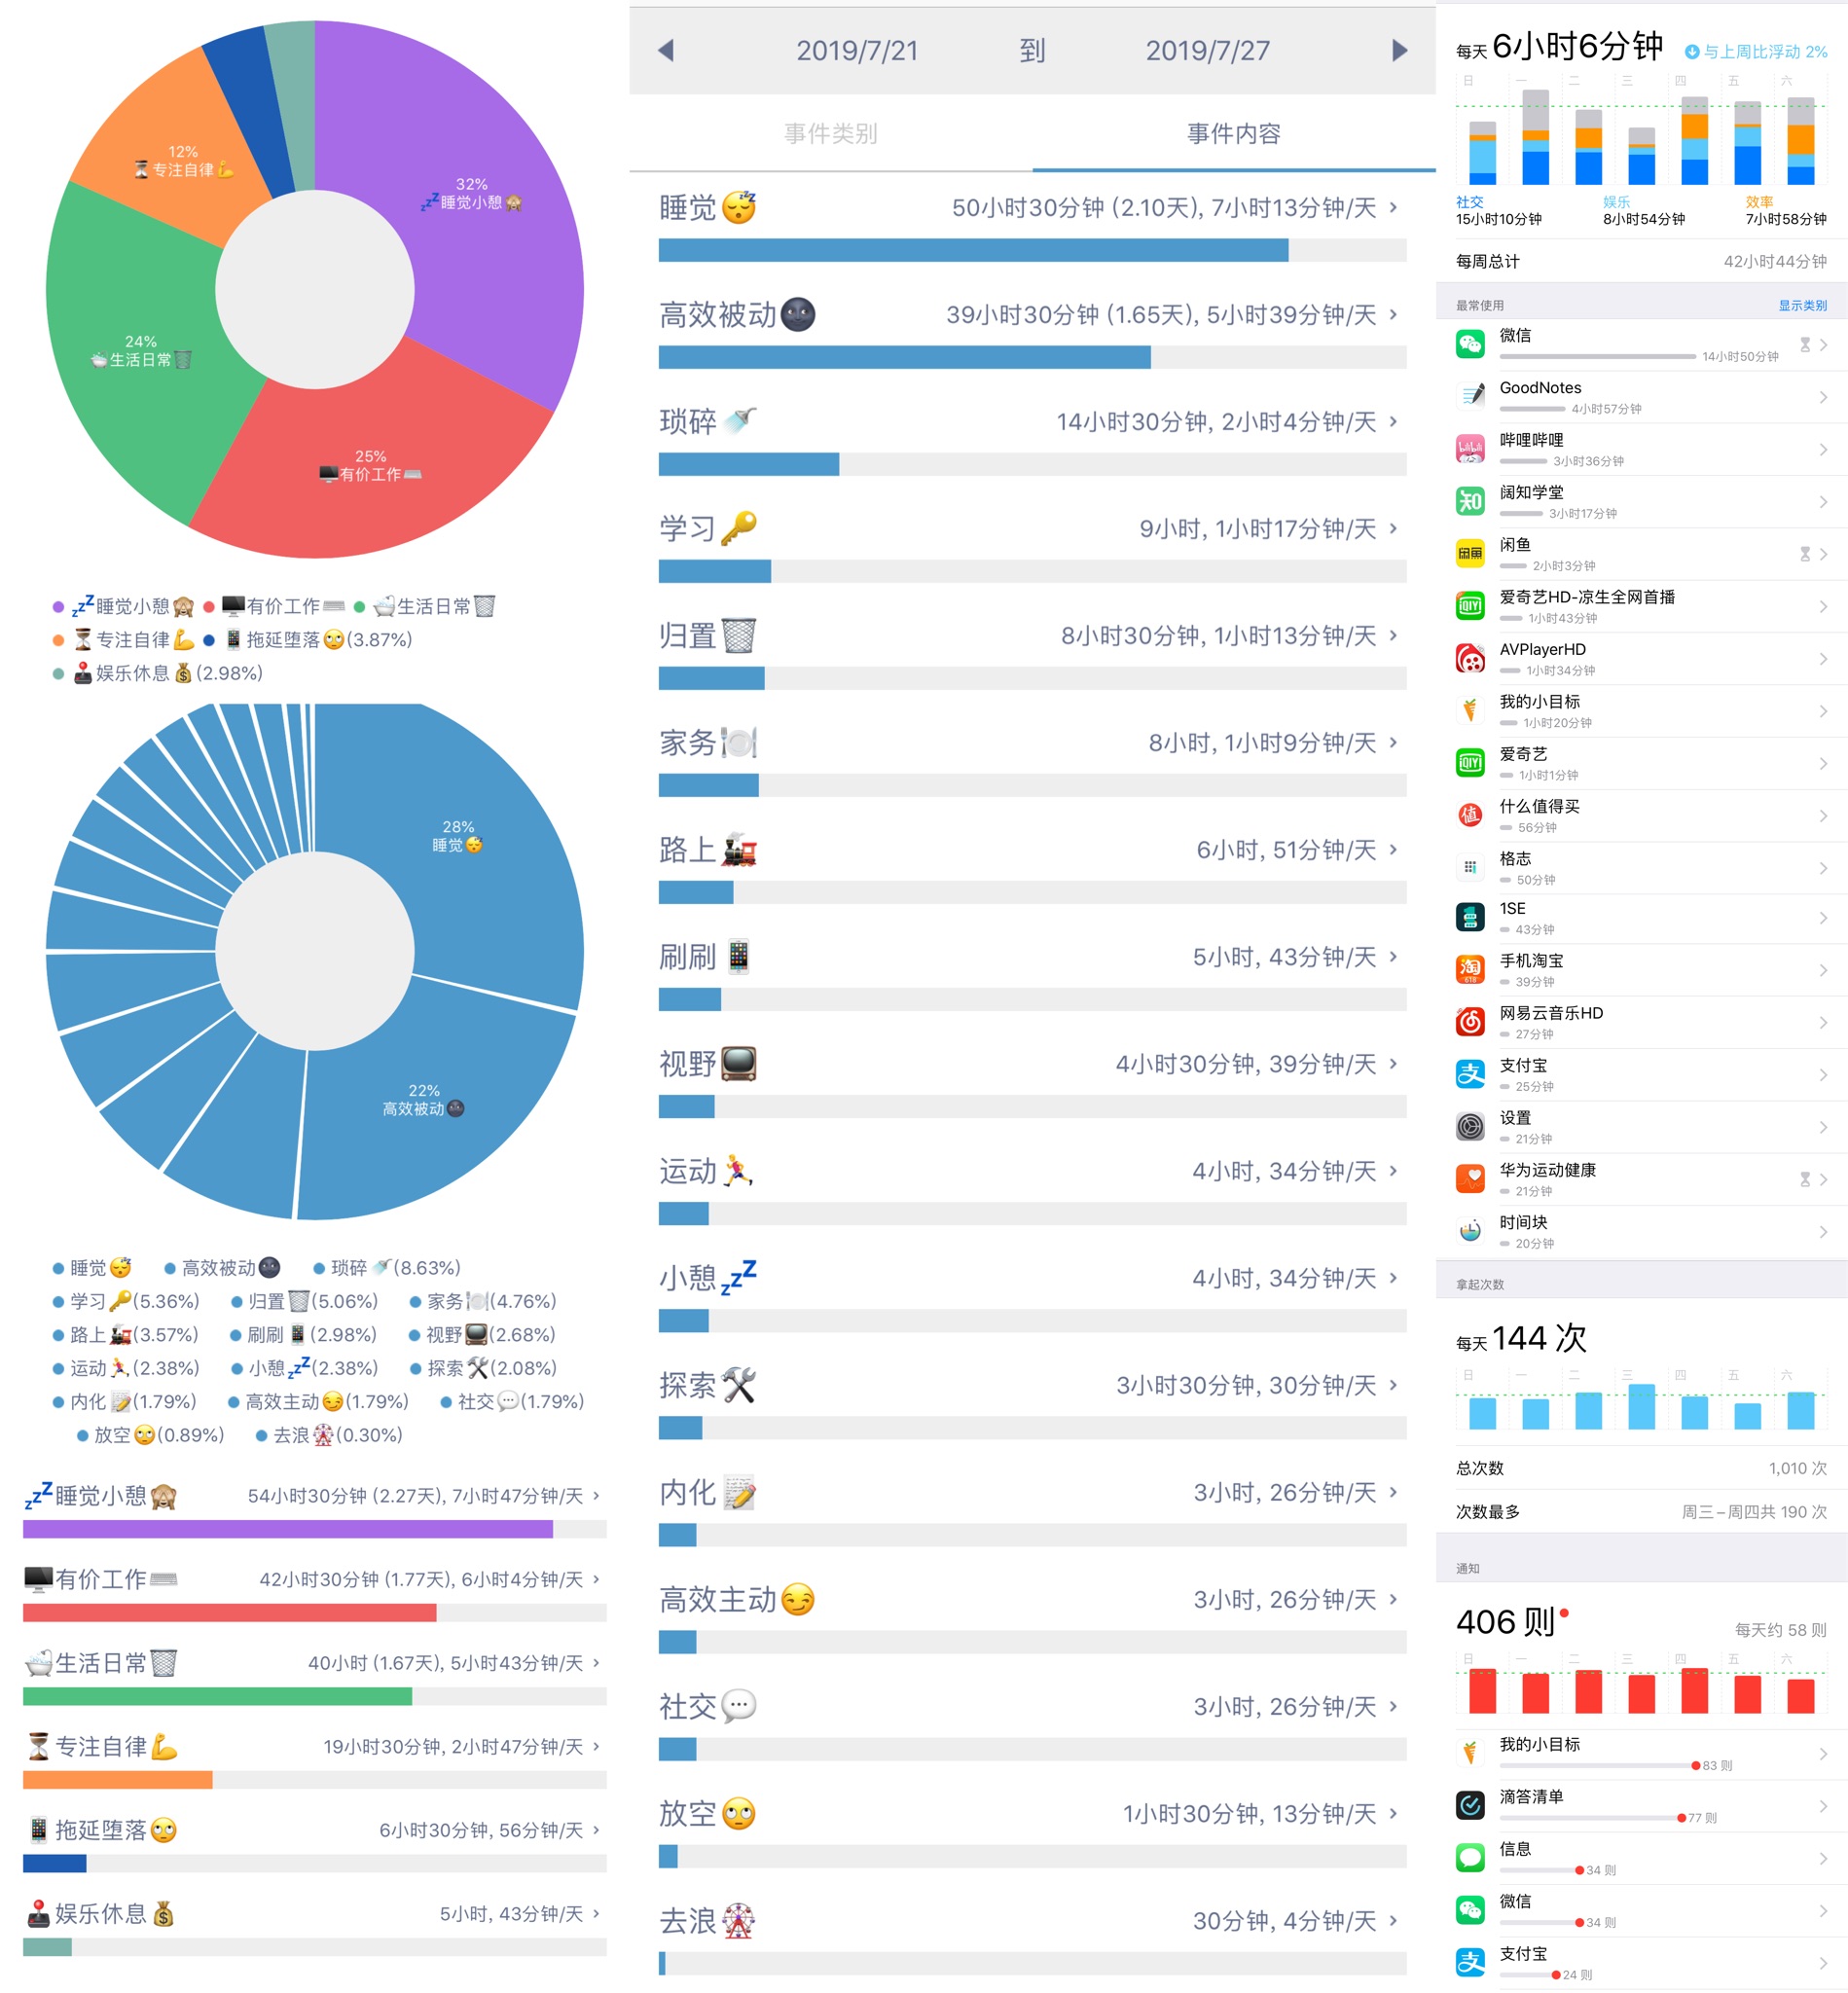 32%
💤睡觉小憩🙈
25%
🖥️有价工作⌨️
24%
🛁生活日常🗑️
12%
⏳专注自律💪
💤睡觉小憩🙈 🖥️有价工作⌨️ 🛁生活日常🗑️
⏳专注自律💪 📱拖延堕落🙄(3.87%)
🕹️娱乐休息💰(2.98%)
28%
睡觉😴
22%
高效被动🌚
睡觉😴 高效被动🌚 琐碎🚿(8.63%)
学习🔑(5.36%) 归置🗑️(5.06%) 家务🍽️(4.76%)
路上🚂(3.57%) 刷刷📱(2.98%) 视野📺(2.68%)
运动🏃(2.38%) 小憩💤(2.38%) 探索🛠️(2.08%)
内化📝(1.79%) 高效主动😏(1.79%) 社交💬(1.79%)
放空🙄(0.89%) 去浪🎡(0.30%)
💤睡觉小憩🙈 54小时30分钟 (2.27天), 7小时47分钟/天
🖥️有价工作⌨️ 42小时30分钟 (1.77天), 6小时4分钟/天
🛁生活日常🗑️ 40小时 (1.67天), 5小时43分钟/天
⏳专注自律💪 19小时30分钟, 2小时47分钟/天
📱拖延堕落🙄 6小时30分钟, 56分钟/天
🕹️娱乐休息💰 5小时, 43分钟/天
2019/7/21 到 2019/7/27
事件类别 事件内容
睡觉😴 50小时30分钟 (2.10天), 7小时13分钟/天
高效被动🌚 39小时30分钟 (1.65天), 5小时39分钟/天
琐碎🚿 14小时30分钟, 2小时4分钟/天
学习🔑 9小时, 1小时17分钟/天
归置🗑️ 8小时30分钟, 1小时13分钟/天
家务🍽️ 8小时, 1小时9分钟/天
路上🚂 6小时, 51分钟/天
刷刷📱 5小时, 43分钟/天
视野📺 4小时30分钟, 39分钟/天
运动🏃 4小时, 34分钟/天
小憩💤 4小时, 34分钟/天
探索🛠️ 3小时30分钟, 30分钟/天
内化📝 3小时, 26分钟/天
高效主动😏 3小时, 26分钟/天
社交💬 3小时, 26分钟/天
放空🙄 1小时30分钟, 13分钟/天
去浪🎡 30分钟, 4分钟/天
每天 6小时6分钟 与上周比浮动 2%
日 一 二 三 四 五 六
社交 娱乐 效率
15小时10分钟 8小时54分钟 7小时58分钟
每周总计 42小时44分钟
最常使用 显示类别
微信
14小时50分钟
GoodNotes
4小时57分钟
哔哩哔哩
3小时36分钟
阔知学堂
3小时17分钟
闲鱼
2小时3分钟
爱奇艺HD-凉生全网首播
1小时43分钟
AVPlayerHD
1小时34分钟
我的小目标
1小时20分钟
爱奇艺
1小时1分钟
什么值得买
56分钟
格志
50分钟
1SE
43分钟
手机淘宝
39分钟
网易云音乐HD
27分钟
支付宝
25分钟
设置
21分钟
华为运动健康
21分钟
时间块
20分钟
拿起次数
每天 144 次
日 一 二 三 四 五 六
总次数 1,010 次
次数最多 周三–周四共 190 次
通知
406 则 每天约 58 则
日 一 二 三 四 五 六
我的小目标
83 则
滴答清单
77 则
信息
34 则
微信
34 则
支付宝
24 则